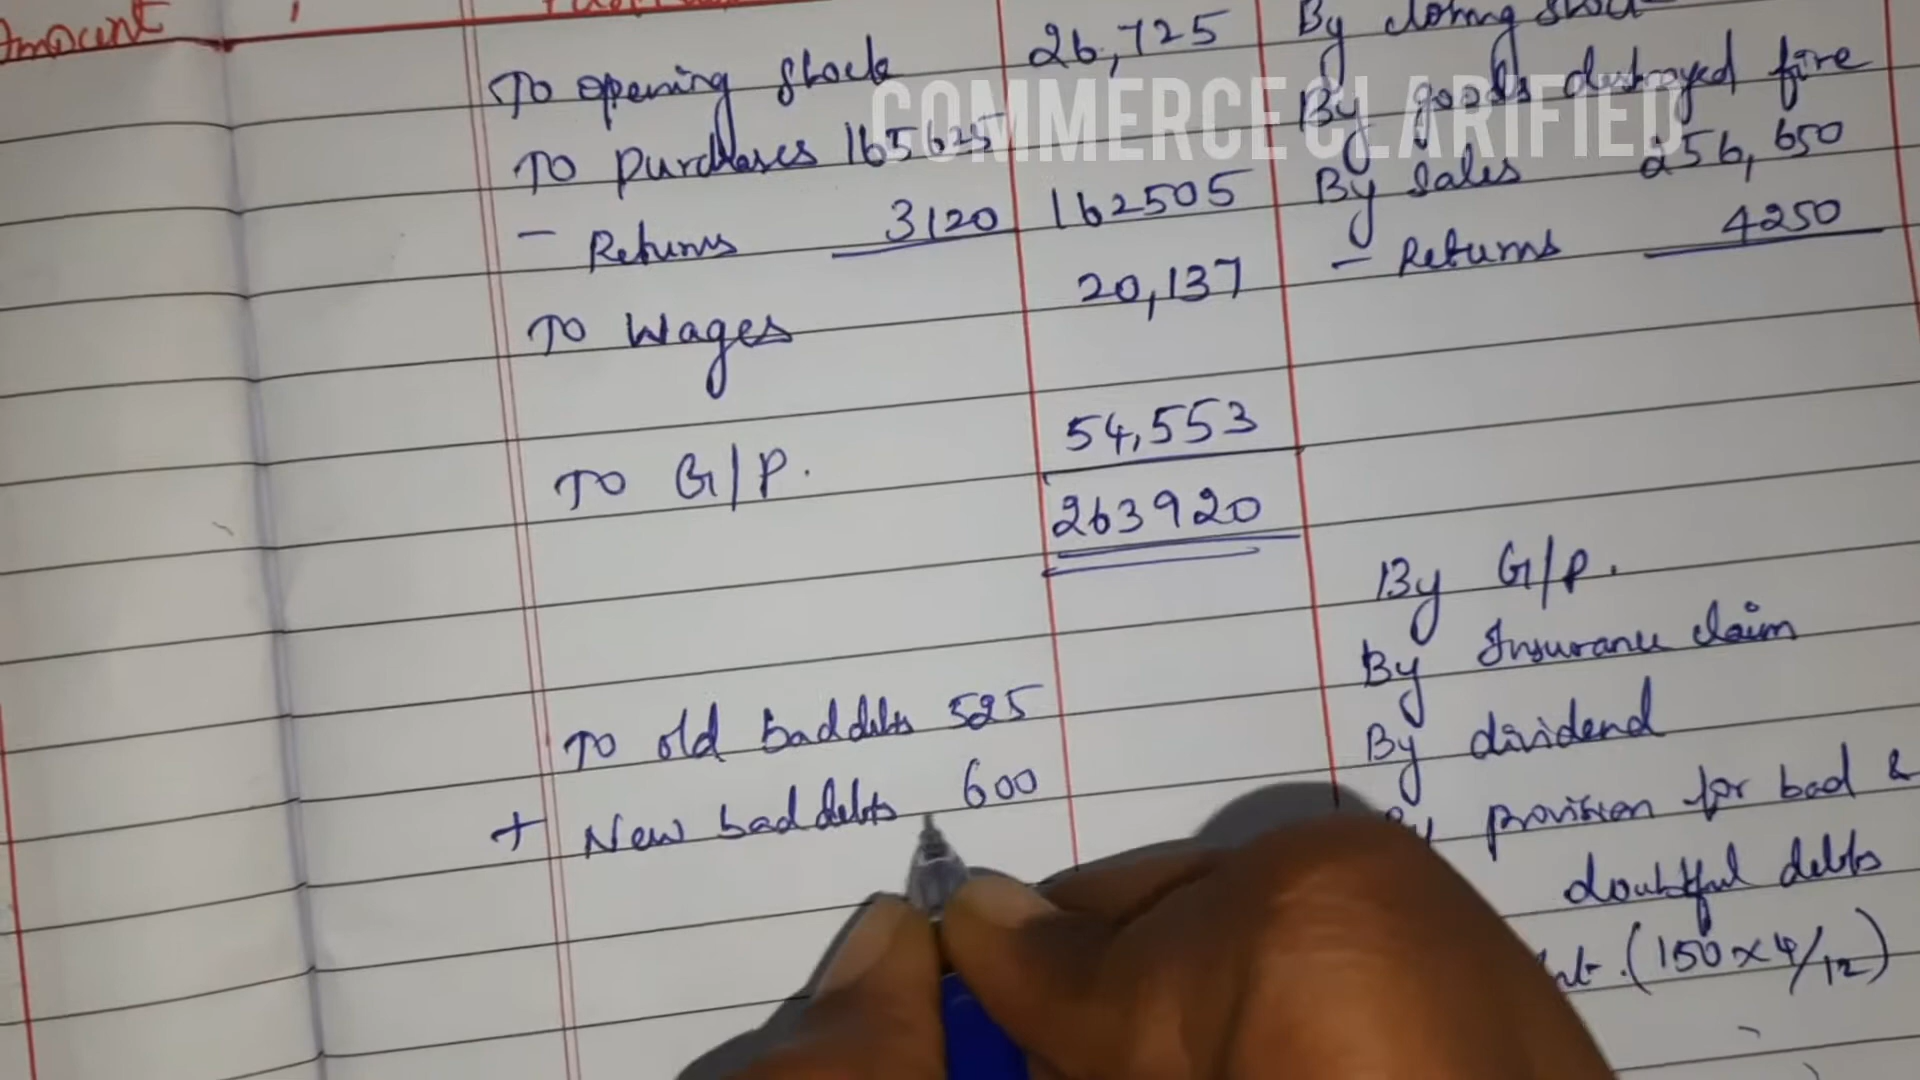 Amount
To opening stock 26,725
To Purchases 165625
- Returns 3120 162505
To Wages 20,137
To G/P. 54,553
263920
To old bad debts 525
+ New bad debts 600
By closing stock
By goods destroyed fire
By Sales 256,650
- Returns 4250
By G/P.
By Insurance claim
By dividend
provision for bad &
doubtful debts
(150x4/12)
COMMERCE CLARIFIED